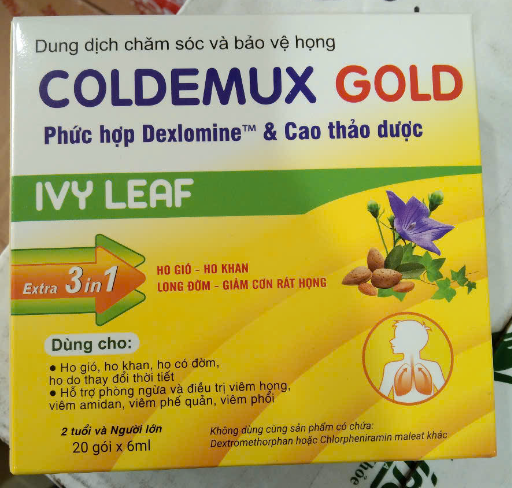 Dung dịch chăm sóc và bảo vệ họng
COLDEMUX GOLD
Phức hợp Dexlomine™ & Cao thảo dược
IVY LEAF
Extra 3 in 1
HO GIÓ - HO KHAN
LONG ĐỜM - GIẢM CƠN RÁT HỌNG
Dùng cho:
• Ho gió, ho khan, ho có đờm,
ho do thay đổi thời tiết
• Hỗ trợ phòng ngừa và điều trị viêm họng,
viêm amidan, viêm phế quản, viêm phổi
2 tuổi và Người lớn
20 gói x 6ml
Không dùng cùng sản phẩm có chứa:
Dextromethorphan hoặc Chlorpheniramin maleat khác